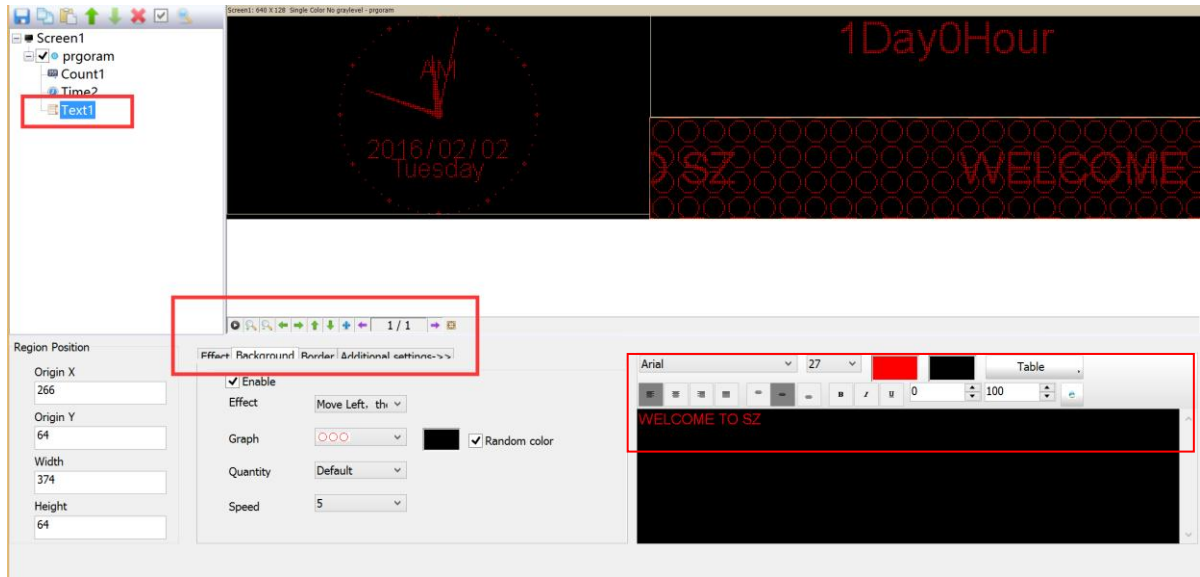 Screen1: 640 X 128 Single Color No graylevel - prgoram
Screen1
prgoram
Count1
Time2
Text1
AM
2016/02/02
Tuesday
1Day0Hour
O SZ WELCOME
1 / 1
Region Position
Origin X
266
Origin Y
64
Width
374
Height
64
Effect Background Border Additional settings->>
Enable
Effect Move Left, th
Graph Random color
Quantity Default
Speed 5
Arial 27 Table
B I U 0 100 e
WELCOME TO SZ